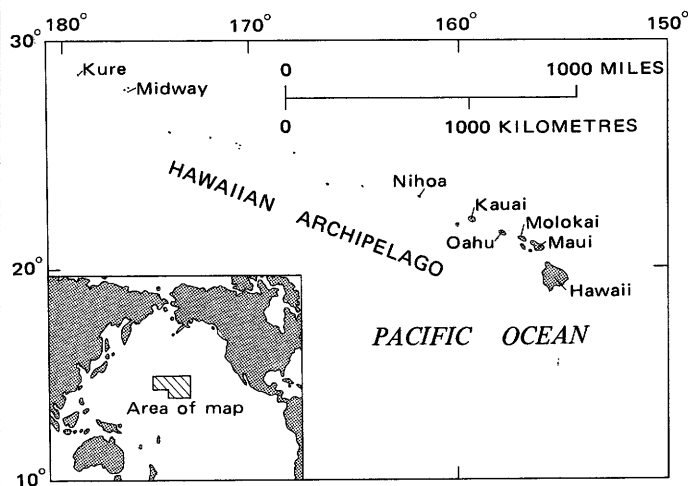 180° 170° 160° 150°
30°
Kure
Midway
0 1000 MILES
0 1000 KILOMETRES
HAWAIIAN ARCHIPELAGO
Nihoa
Kauai
Oahu
Molokai
Maui
Hawaii
20°
PACIFIC OCEAN
Area of map
10°